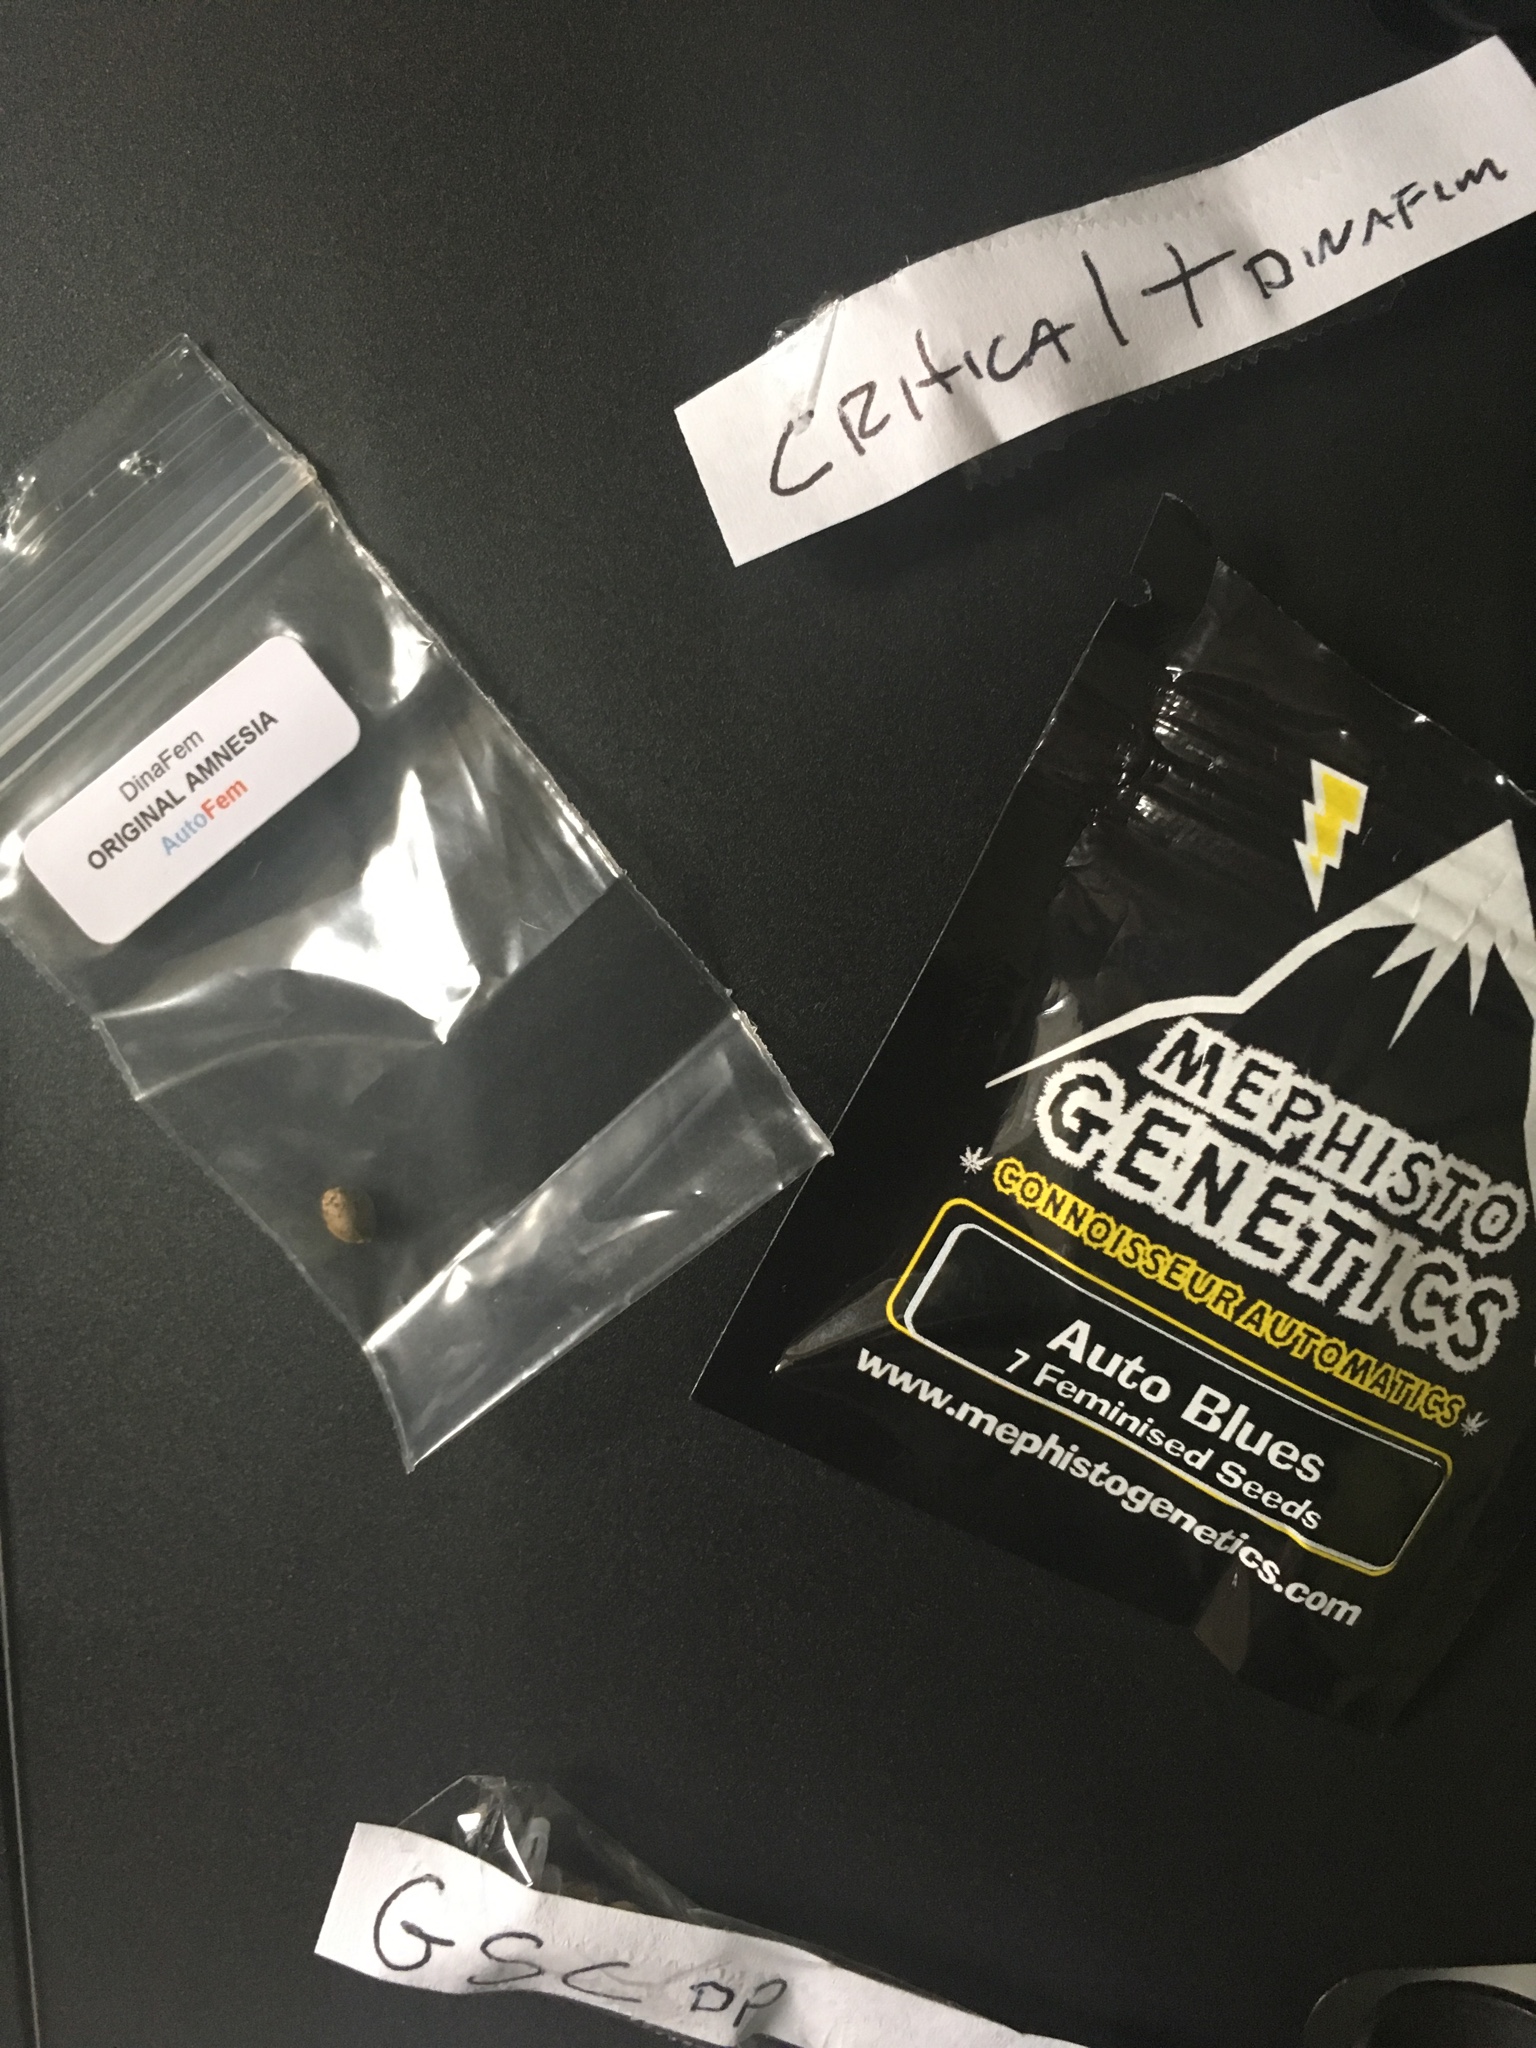 CRITICAl + DINAFEM
DinaFem
ORIGINAL AMNESIA
AutoFem
MEPHISTO
GENETICS
CONNOISSEUR AUTOMATICS
Auto Blues
7 Feminised Seeds
www.mephistogenetics.com
GSC DP